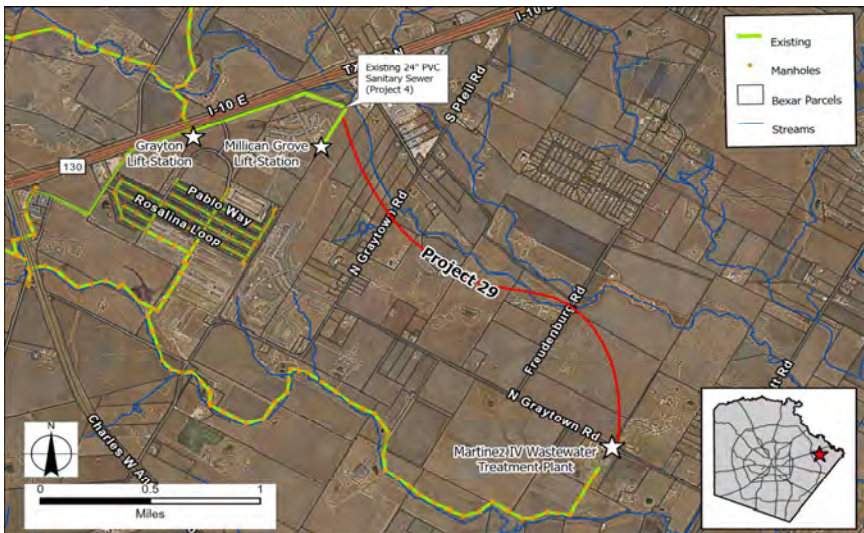 I-10 E
Existing 24" PVC
Sanitary Sewer
(Project 4)
Existing
Manholes
Bexar Parcels
Streams
S Pfeil Rd
I-10 E
Grayton
Lift Station
Millican Grove
Lift Station
130
Pablo Way
Rosalina Loop
N Graytown Rd
Project 29
Freudenburg Rd
N Graytown Rd
Martinez IV Wastewater
Treatment Plant
Charles W An
N
0
0.5
1
Miles